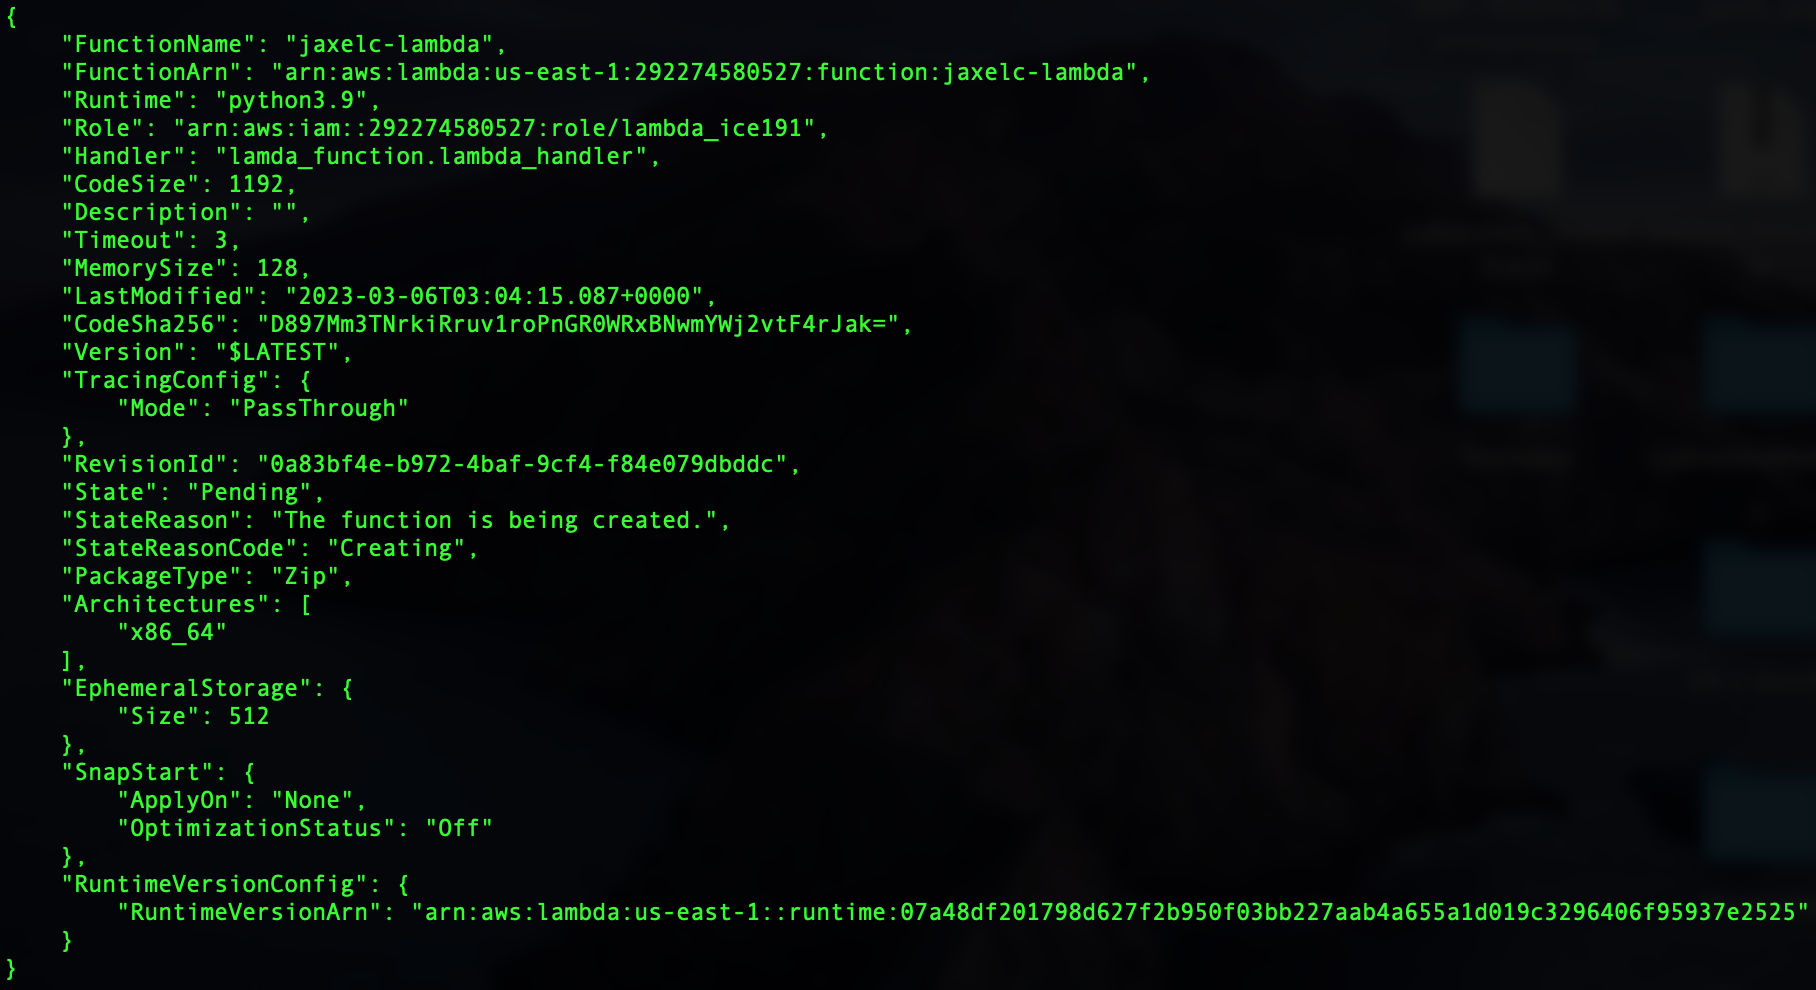 {
    "FunctionName": "jaxelc-lambda",
    "FunctionArn": "arn:aws:lambda:us-east-1:292274580527:function:jaxelc-lambda",
    "Runtime": "python3.9",
    "Role": "arn:aws:iam::292274580527:role/lambda_ice191",
    "Handler": "lamda_function.lambda_handler",
    "CodeSize": 1192,
    "Description": "",
    "Timeout": 3,
    "MemorySize": 128,
    "LastModified": "2023-03-06T03:04:15.087+0000",
    "CodeSha256": "D897Mm3TNrkiRruv1roPnGR0WRxBNwmYWj2vtF4rJak=",
    "Version": "$LATEST",
    "TracingConfig": {
        "Mode": "PassThrough"
    },
    "RevisionId": "0a83bf4e-b972-4baf-9cf4-f84e079dbddc",
    "State": "Pending",
    "StateReason": "The function is being created.",
    "StateReasonCode": "Creating",
    "PackageType": "Zip",
    "Architectures": [
        "x86_64"
    ],
    "EphemeralStorage": {
        "Size": 512
    },
    "SnapStart": {
        "ApplyOn": "None",
        "OptimizationStatus": "Off"
    },
    "RuntimeVersionConfig": {
        "RuntimeVersionArn": "arn:aws:lambda:us-east-1::runtime:07a48df201798d627f2b950f03bb227aab4a655a1d019c3296406f95937e2525"
    }
}